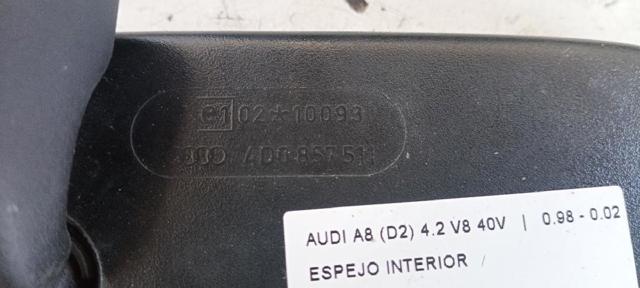 e1 02*10093
4D0 857 511
AUDI A8 (D2) 4.2 V8 40V | 0.98 - 0.02
ESPEJO INTERIOR /